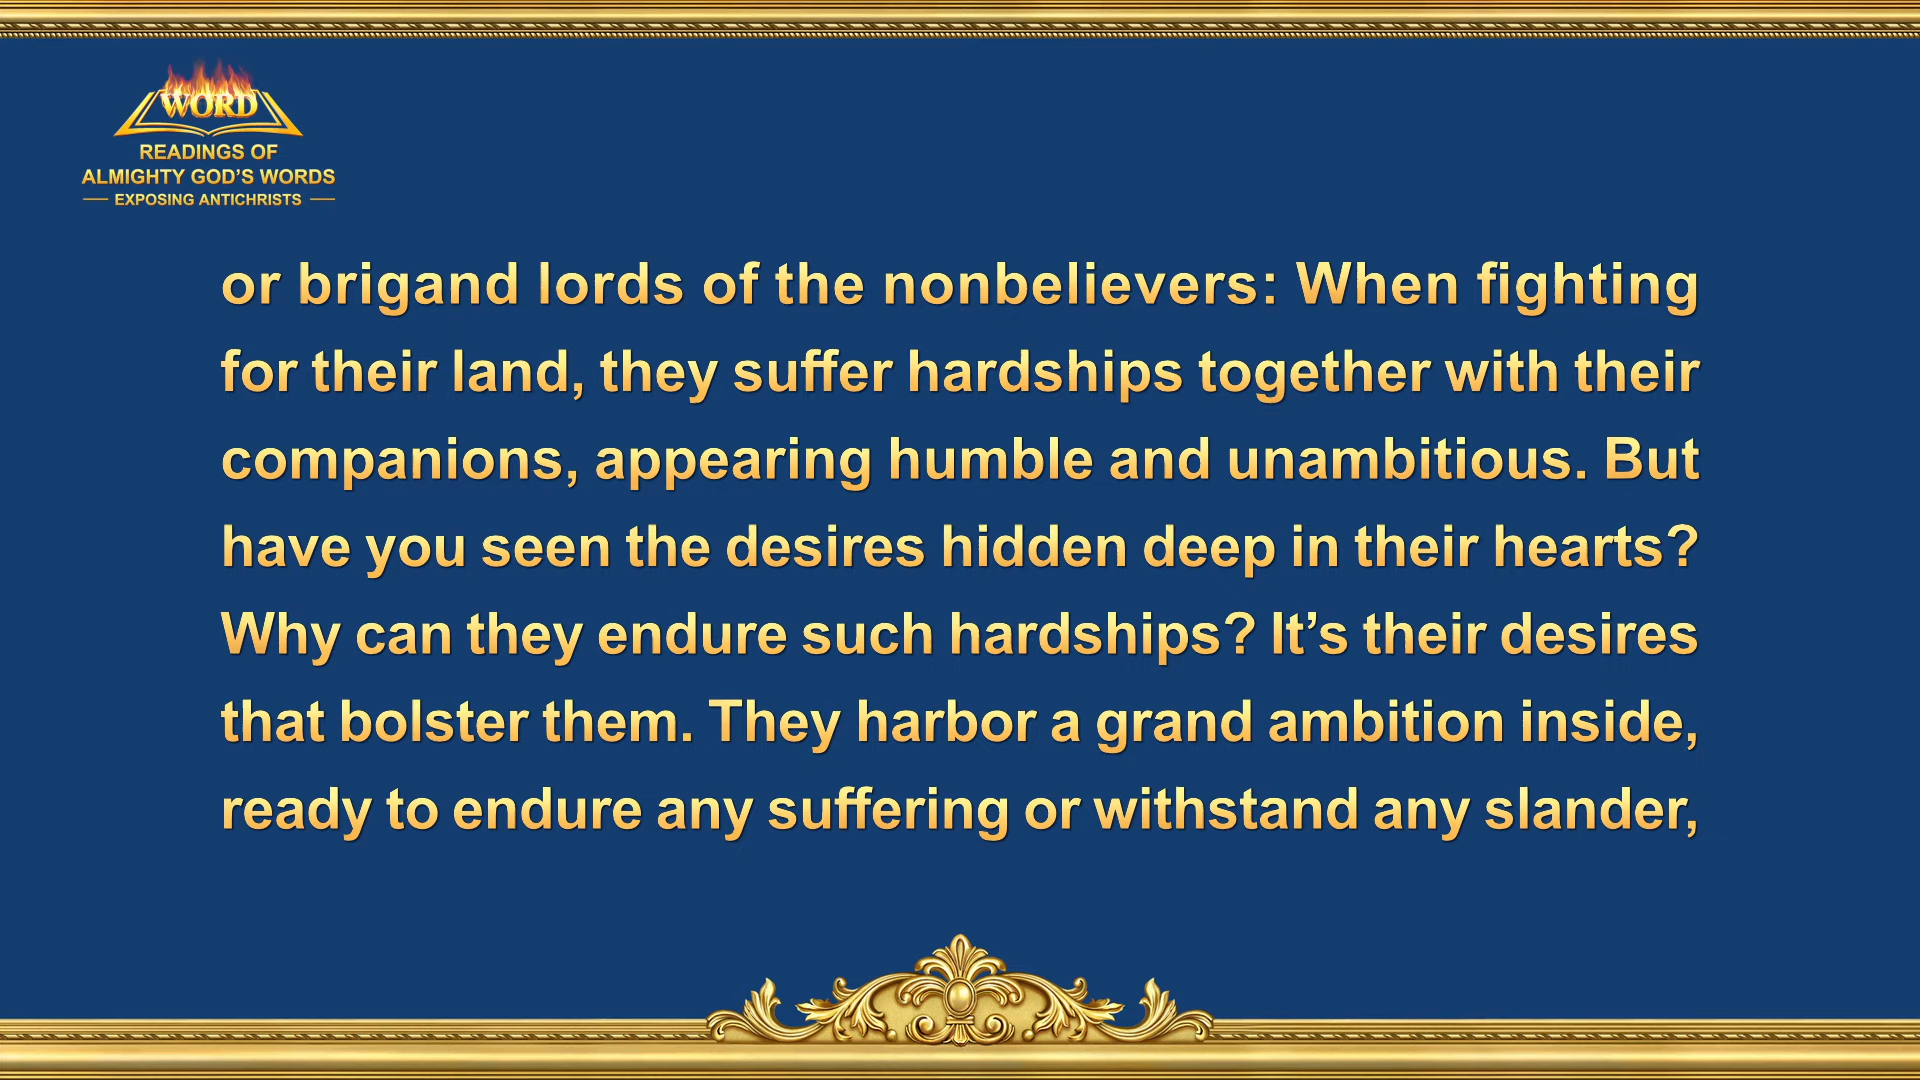 WORD
READINGS OF
ALMIGHTY GOD'S WORDS
EXPOSING ANTICHRISTS
or brigand lords of the nonbelievers: When fighting
for their land, they suffer hardships together with their
companions, appearing humble and unambitious. But
have you seen the desires hidden deep in their hearts?
Why can they endure such hardships? It’s their desires
that bolster them. They harbor a grand ambition inside,
ready to endure any suffering or withstand any slander,